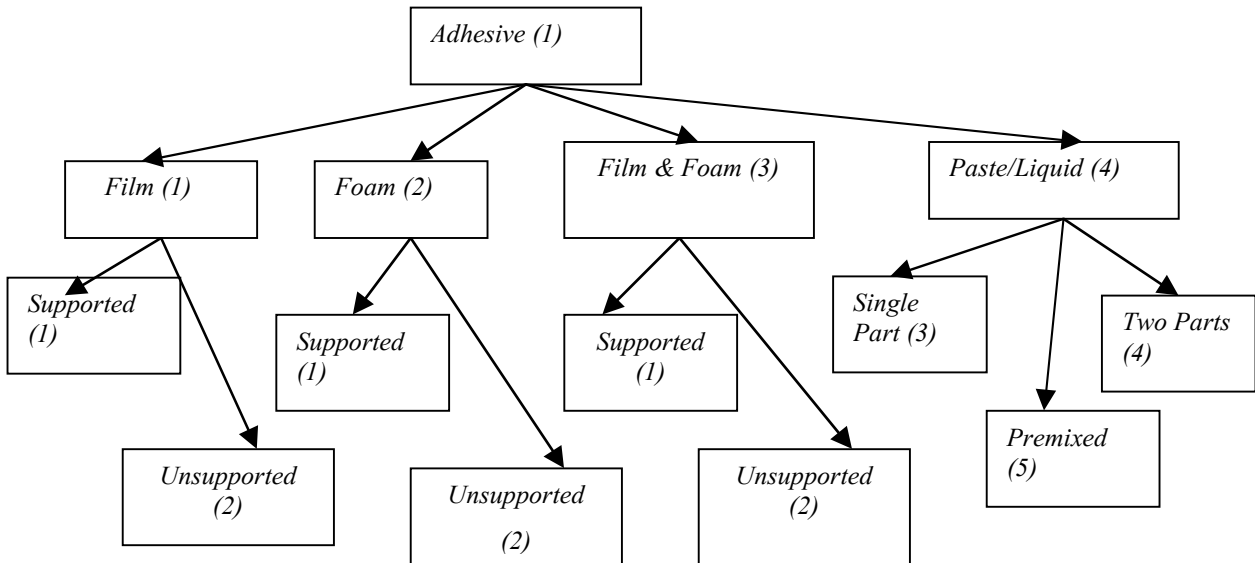 Adhesive (1)
Film (1)
Foam (2)
Film & Foam (3)
Paste/Liquid (4)
Supported
(1)
Unsupported
(2)
Supported
(1)
Unsupported
(2)
Supported
(1)
Unsupported
(2)
Single
Part (3)
Premixed
(5)
Two Parts
(4)